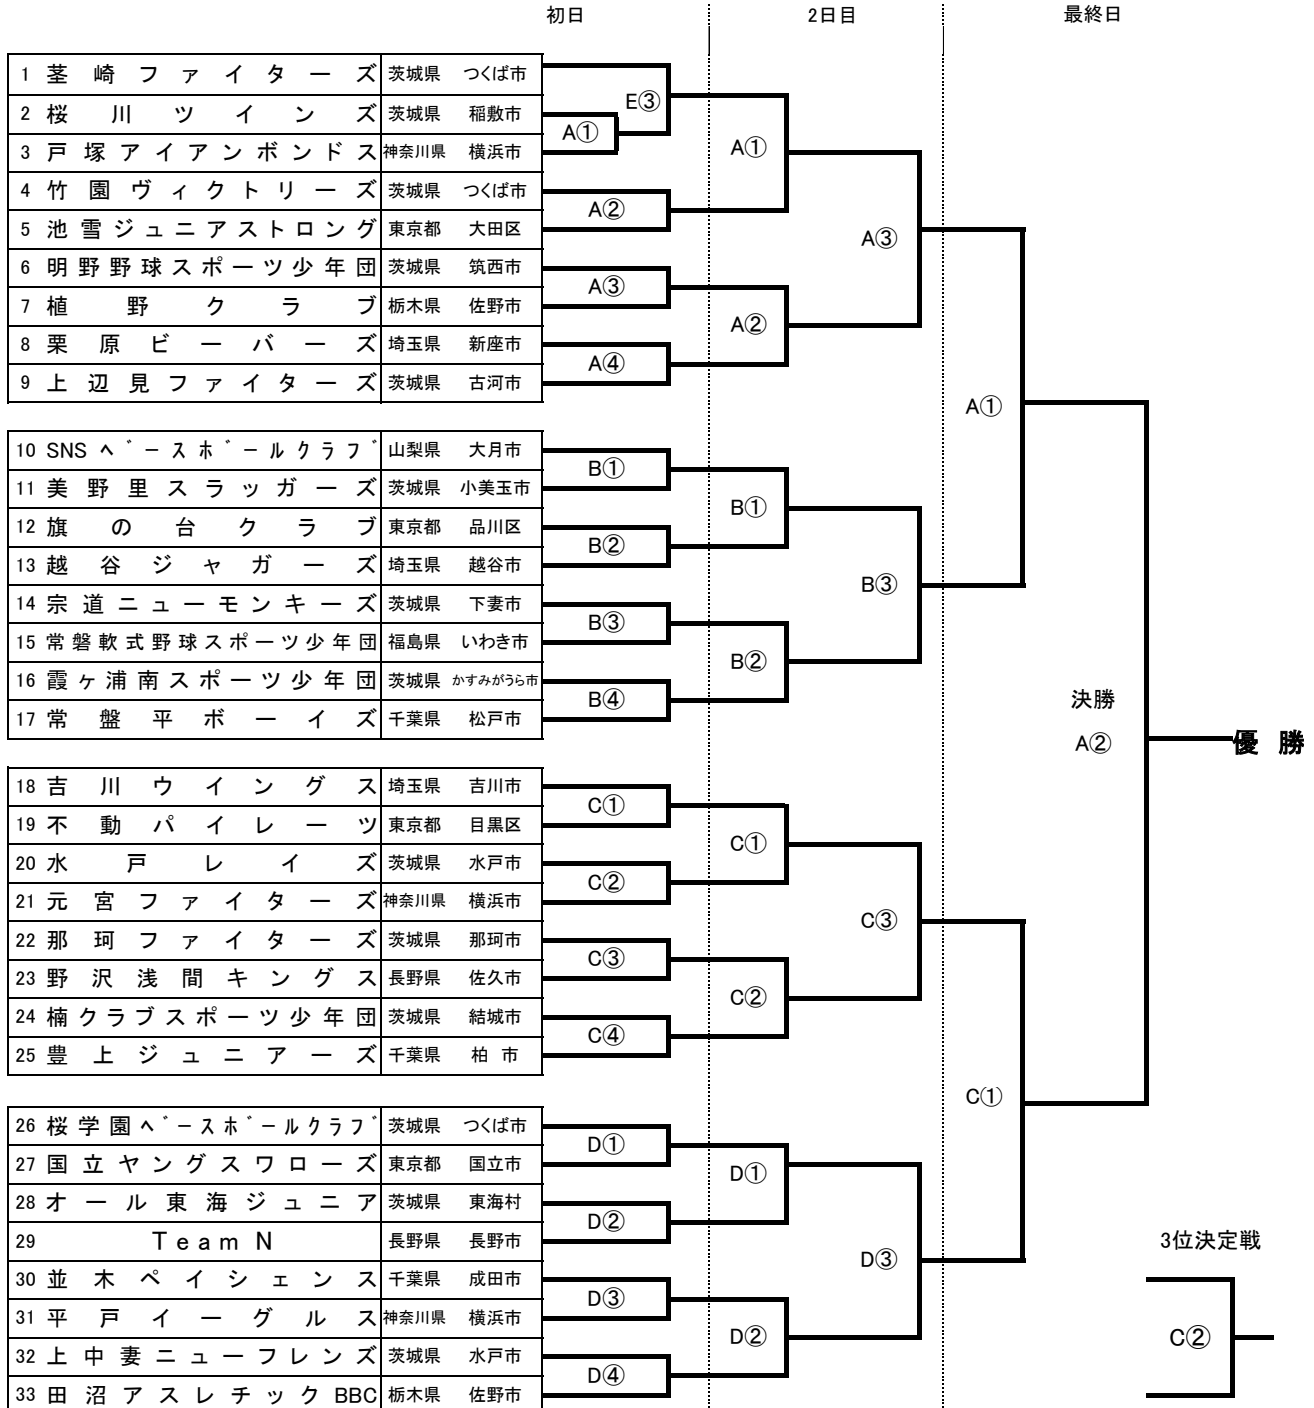 初日 2日目 最終日
1 茎崎ファイターズ 茨城県 つくば市
E③
2 桜川ツインズ 茨城県 稲敷市
A①
A①
3 戸塚アイアンボンドス 神奈川県 横浜市
4 竹園ヴィクトリーズ 茨城県 つくば市
A②
5 池雪ジュニアストロング 東京都 大田区
A③
6 明野野球スポーツ少年団 茨城県 筑西市
A③
7 植野クラブ 栃木県 佐野市
A②
8 栗原ビーバーズ 埼玉県 新座市
A④
9 上辺見ファイターズ 茨城県 古河市
A①
10 SNSベースボールクラブ 山梨県 大月市
B①
11 美野里スラッガーズ 茨城県 小美玉市
B①
12 旗の台クラブ 東京都 品川区
B②
13 越谷ジャガーズ 埼玉県 越谷市
B③
14 宗道ニューモンキーズ 茨城県 下妻市
B③
15 常磐軟式野球スポーツ少年団 福島県 いわき市
B②
16 霞ヶ浦南スポーツ少年団 茨城県 かすみがうら市
B④
決勝
17 常盤平ボーイズ 千葉県 松戸市
A②
優勝
18 吉川ウイングス 埼玉県 吉川市
C①
19 不動パイレーツ 東京都 目黒区
C①
20 水戸レイズ 茨城県 水戸市
C②
21 元宮ファイターズ 神奈川県 横浜市
C③
22 那珂ファイターズ 茨城県 那珂市
C③
23 野沢浅間キングス 長野県 佐久市
C②
24 楠クラブスポーツ少年団 茨城県 結城市
C④
25 豊上ジュニアーズ 千葉県 柏市
C①
26 桜学園ベースボールクラブ 茨城県 つくば市
D①
27 国立ヤングスワローズ 東京都 国立市
D①
28 オール東海ジュニア 茨城県 東海村
D②
29 Team N 長野県 長野市
3位決定戦
D③
30 並木ペイシェンス 千葉県 成田市
D③
31 平戸イーグルス 神奈川県 横浜市
D②
C②
32 上中妻ニューフレンズ 茨城県 水戸市
D④
33 田沼アスレチックBBC 栃木県 佐野市